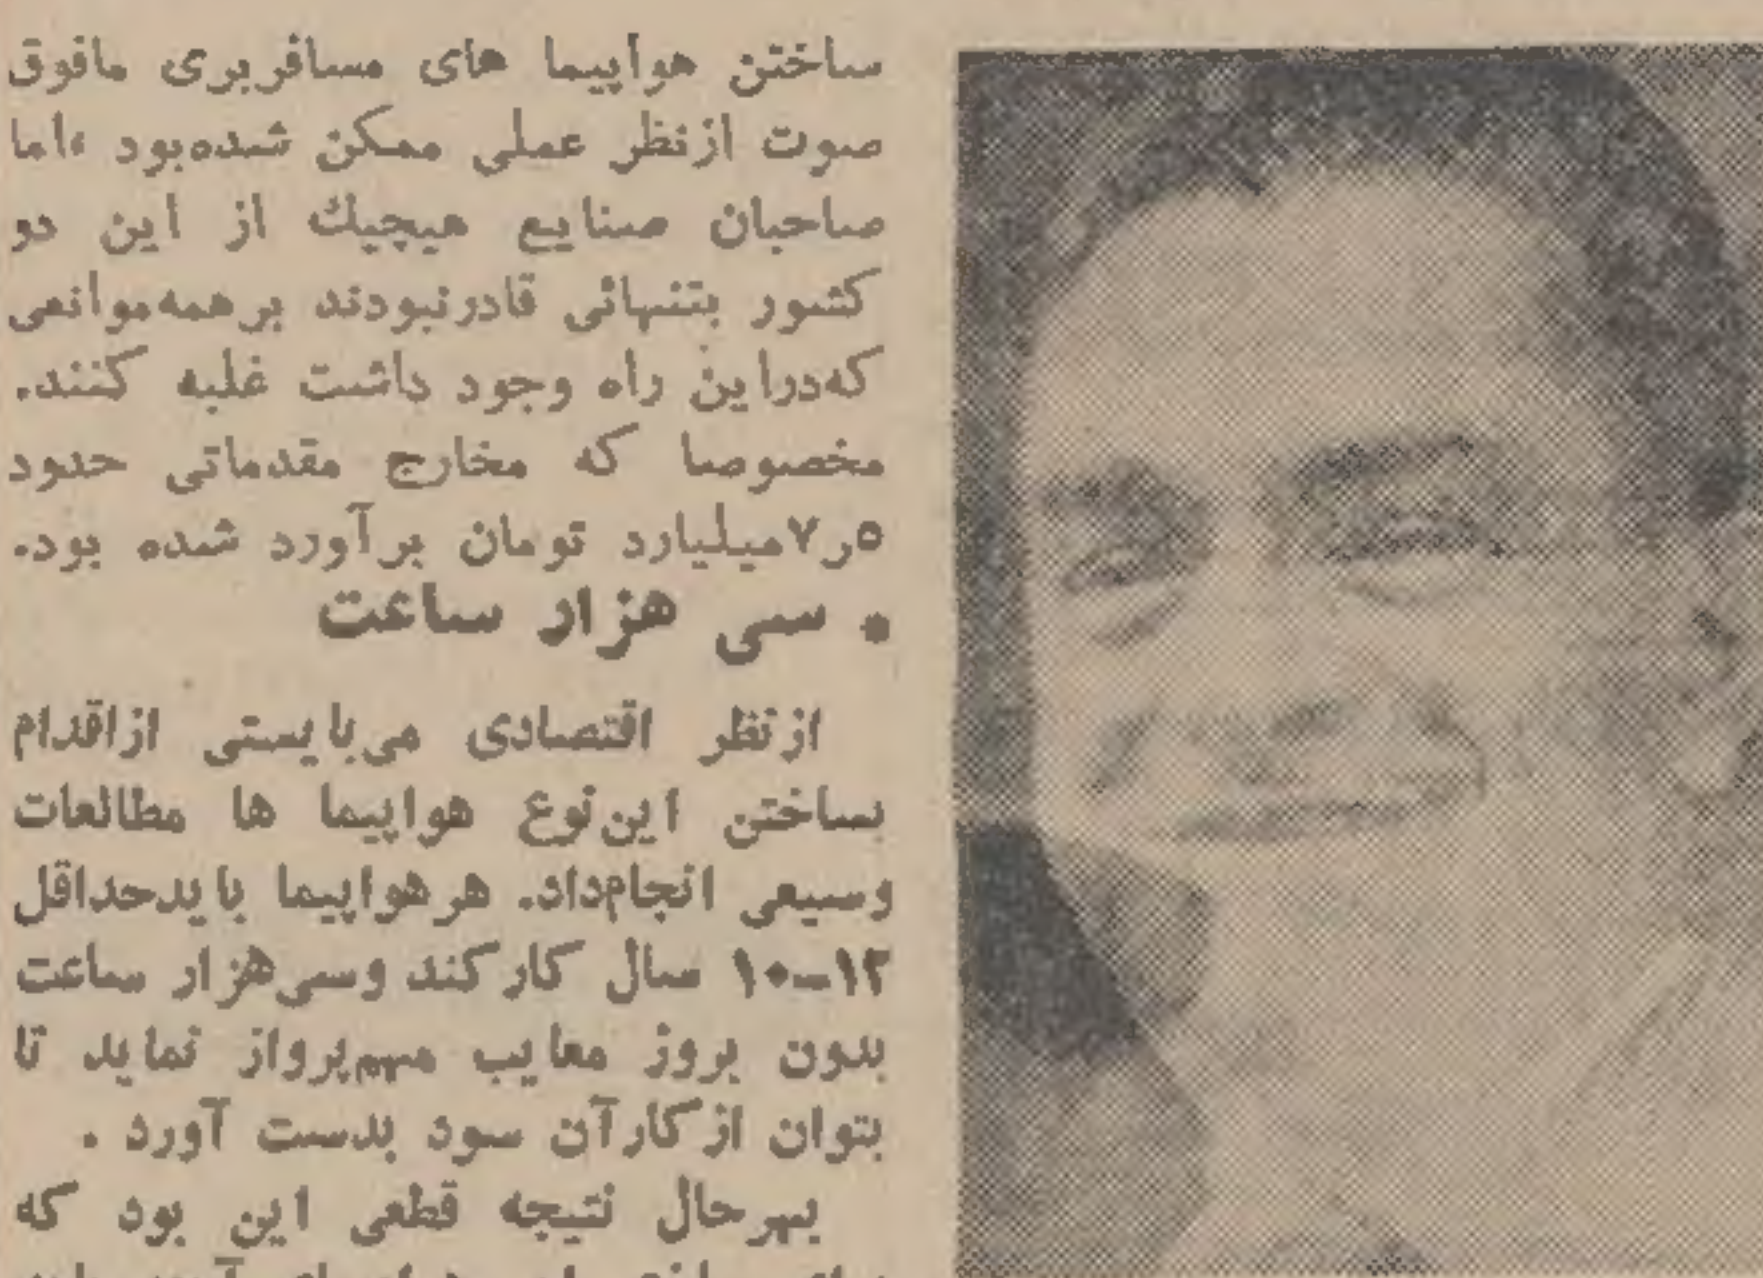 ساختن هواپیما های مسافربری مافوق
صوت ازنظر عملی ممکن شده‌بود ،اما
صاحبان صنایع هیچیك از این دو
کشور بتنهائی قادرنبودند برهمه‌موانعی
که‌دراین راه وجود داشت غلبه کنند.
مخصوصا که مخارج مقدماتی حدود
۵ر۷میلیارد تومان برآورد شده بود.
• سی هزار ساعت
ازنظر اقتصادی می‌بایستی ازاقدام
بساختن این‌نوع هواپیما ها مطالعات
وسیعی انجام‌داد. هرهواپیما بایدحداقل
۱۲–۱۰ سال کارکند وسی‌هزار ساعت
بدون بروز معایب مهم‌پرواز نماید تا
بتوان ازکارآن سود بدست آورد .
بهرحال نتیجه قطعی این بود که